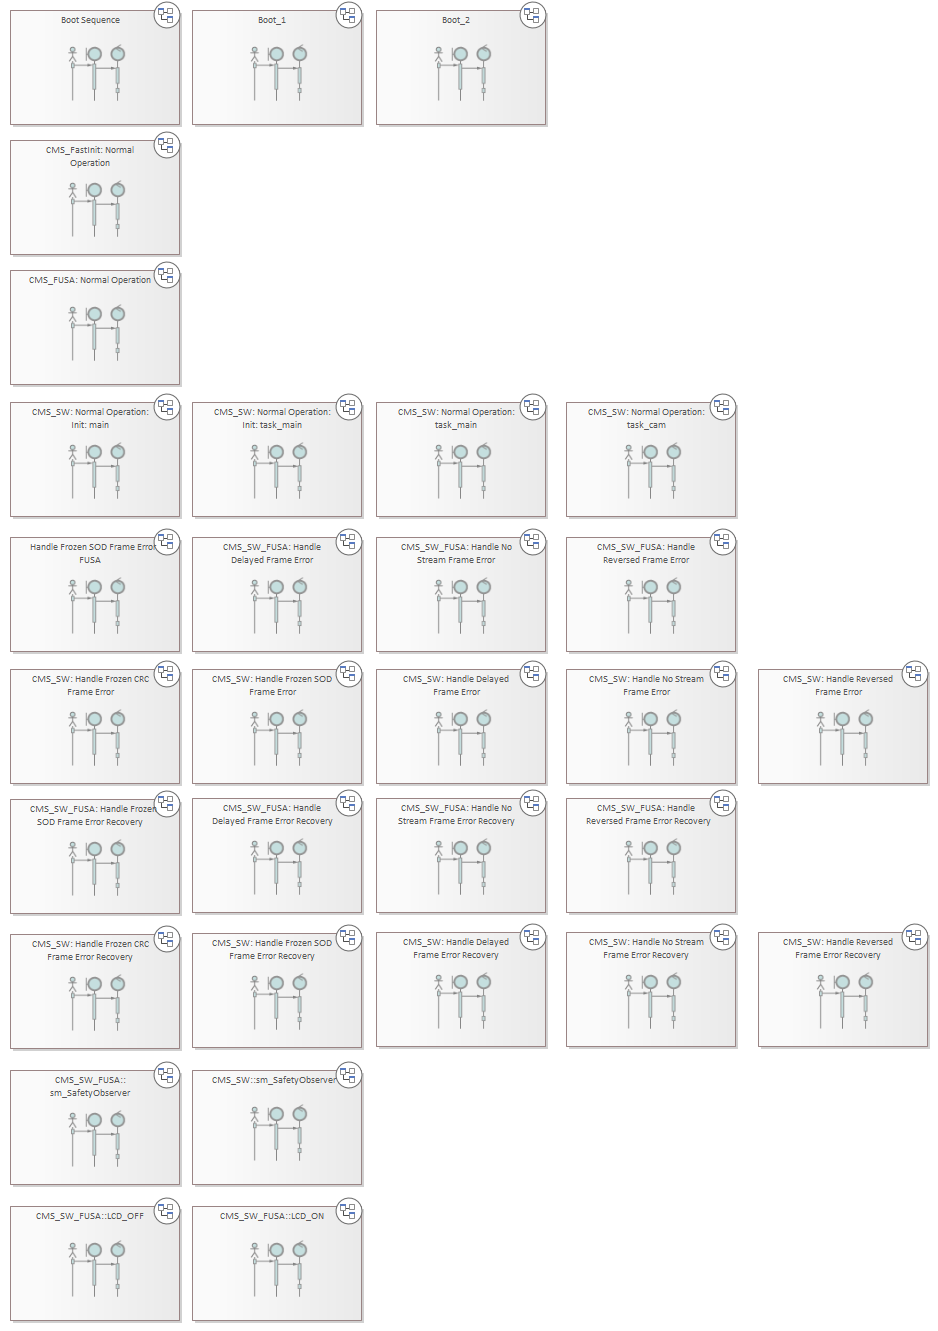 Boot Sequence
Boot_1
Boot_2
CMS_FastInit: Normal
Operation
CMS_FUSA: Normal Operation
CMS_SW: Normal Operation:
Init: main
CMS_SW: Normal Operation:
Init: task_main
CMS_SW: Normal Operation:
task_main
CMS_SW: Normal Operation:
task_cam
Handle Frozen SOD Frame Error
FUSA
CMS_SW_FUSA: Handle
Delayed Frame Error
CMS_SW_FUSA: Handle No
Stream Frame Error
CMS_SW_FUSA: Handle
Reversed Frame Error
CMS_SW: Handle Frozen CRC
Frame Error
CMS_SW: Handle Frozen SOD
Frame Error
CMS_SW: Handle Delayed
Frame Error
CMS_SW: Handle No Stream
Frame Error
CMS_SW: Handle Reversed
Frame Error
CMS_SW_FUSA: Handle Frozen
SOD Frame Error Recovery
CMS_SW_FUSA: Handle
Delayed Frame Error Recovery
CMS_SW_FUSA: Handle No
Stream Frame Error Recovery
CMS_SW_FUSA: Handle
Reversed Frame Error Recovery
CMS_SW: Handle Frozen CRC
Frame Error Recovery
CMS_SW: Handle Frozen SOD
Frame Error Recovery
CMS_SW: Handle Delayed
Frame Error Recovery
CMS_SW: Handle No Stream
Frame Error Recovery
CMS_SW: Handle Reversed
Frame Error Recovery
CMS_SW_FUSA::
sm_SafetyObserver
CMS_SW::sm_SafetyObserver
CMS_SW_FUSA::LCD_OFF
CMS_SW_FUSA::LCD_ON